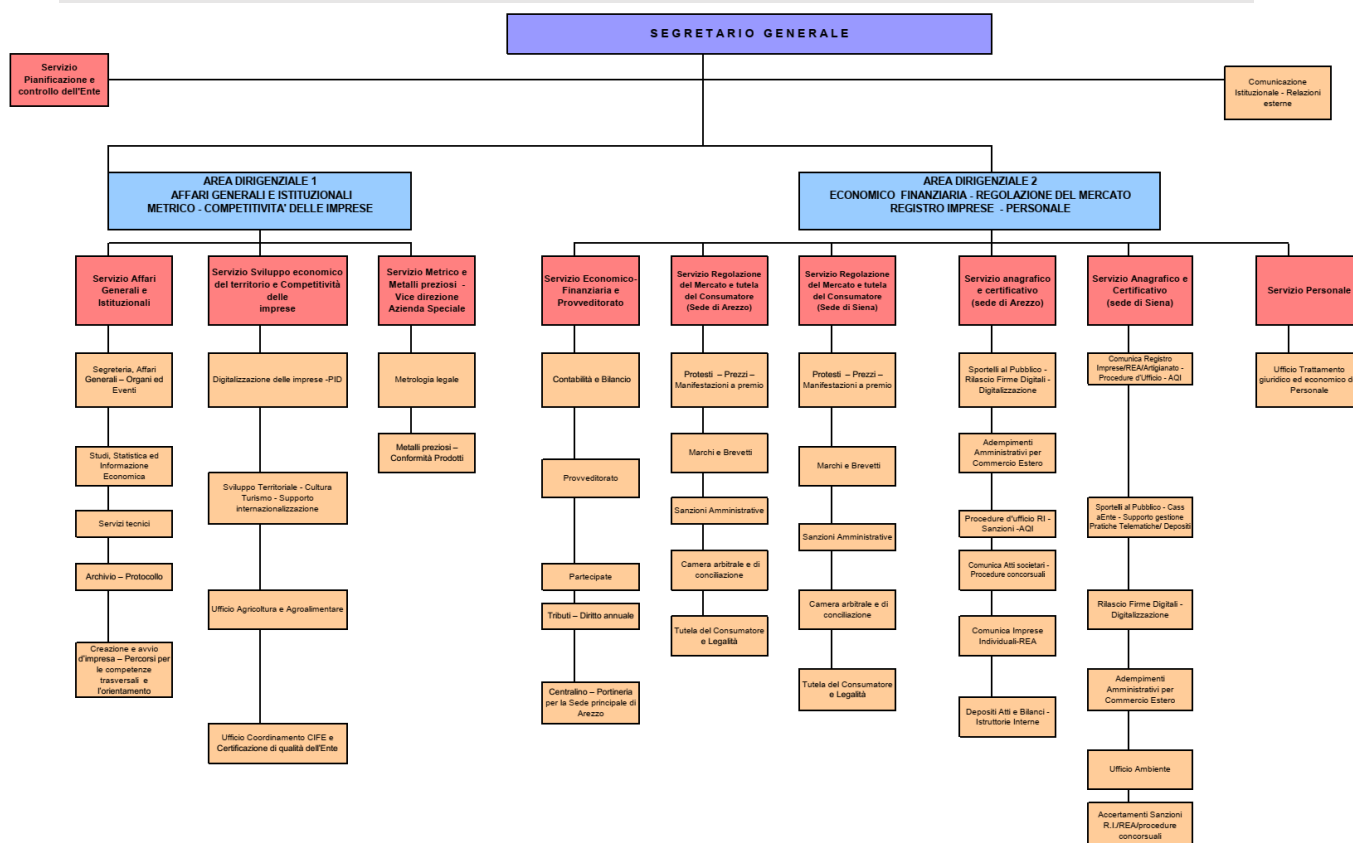 SEGRETARIO GENERALE
Servizio
Pianificazione e
controllo dell'Ente
Comunicazione
Istituzionale - Relazioni
esterne
AREA DIRIGENZIALE 1
AFFARI GENERALI E ISTITUZIONALI
METRICO - COMPETITIVITA' DELLE IMPRESE
AREA DIRIGENZIALE 2
ECONOMICO FINANZIARIA - REGOLAZIONE DEL MERCATO
REGISTRO IMPRESE - PERSONALE
Servizio Affari
Generali e
Istituzionali
Segreteria, Affari
Generali – Organi ed
Eventi
Studi, Statistica ed
Informazione
Economica
Servizi tecnici
Archivio – Protocollo
Creazione e avvio
d'impresa – Percorsi per
le competenze
trasversali e
l'orientamento
Servizio Sviluppo economico
del territorio e Competitività
delle
imprese
Digitalizzazione delle imprese -PID
Sviluppo Territoriale - Cultura
Turismo - Supporto
internazionalizzazione
Ufficio Agricoltura e Agroalimentare
Ufficio Coordinamento CIFE e
Certificazione di qualità dell'Ente
Servizio Metrico e
Metalli preziosi -
Vice direzione
Azienda Speciale
Metrologia legale
Metalli preziosi –
Conformità Prodotti
Servizio Economico-
Finanziaria e
Provveditorato
Contabilità e Bilancio
Provveditorato
Partecipate
Tributi – Diritto annuale
Centralino – Portineria
per la Sede principale di
Arezzo
Servizio Regolazione
del Mercato e tutela
del Consumatore
(Sede di Arezzo)
Protesti – Prezzi –
Manifestazioni a premio
Marchi e Brevetti
Sanzioni Amministrative
Camera arbitrale e di
conciliazione
Tutela del Consumatore
e Legalità
Servizio Regolazione
del Mercato e tutela
del Consumatore
(Sede di Siena)
Protesti – Prezzi –
Manifestazioni a premio
Marchi e Brevetti
Sanzioni Amministrative
Camera arbitrale e di
conciliazione
Tutela del Consumatore
e Legalità
Servizio anagrafico
e certificativo
(sede di Arezzo)
Sportelli al Pubblico -
Rilascio Firme Digitali -
Digitalizzazione
Adempimenti
Amministrativi per
Commercio Estero
Procedure d'ufficio RI -
Sanzioni -AQI
Comunica Atti societari -
Procedure concorsuali
Comunica Imprese
Individuali-REA
Depositi Atti e Bilanci -
Istruttorie Interne
Servizio Anagrafico e
Certificativo
(sede di Siena)
Comunica Registro
Imprese/REA/Artigianato -
Procedure d'Ufficio - AQI
Sportelli al Pubblico - Cass
aEnte - Supporto gestione
Pratiche Telematiche/ Depositi
Rilascio Firme Digitali -
Digitalizzazione
Adempimenti
Amministrativi per
Commercio Estero
Ufficio Ambiente
Accertamenti Sanzioni
R.I./REA/procedure
concorsuali
Servizio Personale
Ufficio Trattamento
giuridico ed economico d
Personale